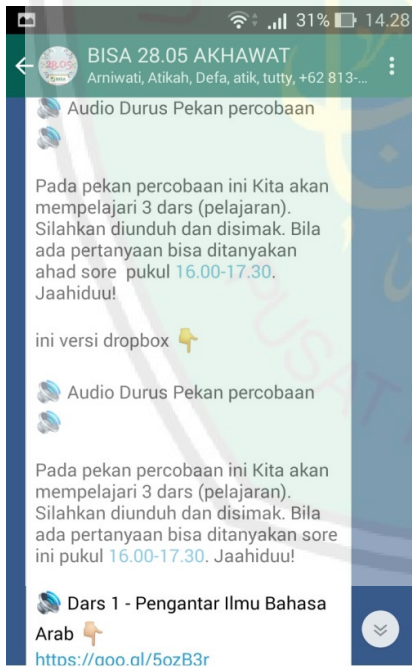 31% 14.28
28.05
BISA 28.05 AKHAWAT
Arniwati, Atikah, Defa, atik, tutty, +62 813-...
Audio Durus Pekan percobaan
Pada pekan percobaan ini Kita akan
mempelajari 3 dars (pelajaran).
Silahkan diunduh dan disimak. Bila
ada pertanyaan bisa ditanyakan
ahad sore pukul 16.00-17.30.
Jaahiduu!
ini versi dropbox 👇
Audio Durus Pekan percobaan
Pada pekan percobaan ini Kita akan
mempelajari 3 dars (pelajaran).
Silahkan diunduh dan disimak. Bila
ada pertanyaan bisa ditanyakan sore
ini pukul 16.00-17.30. Jaahiduu!
Dars 1 - Pengantar Ilmu Bahasa
Arab 👇
https://goo.gl/5ozB3r
PUSAT